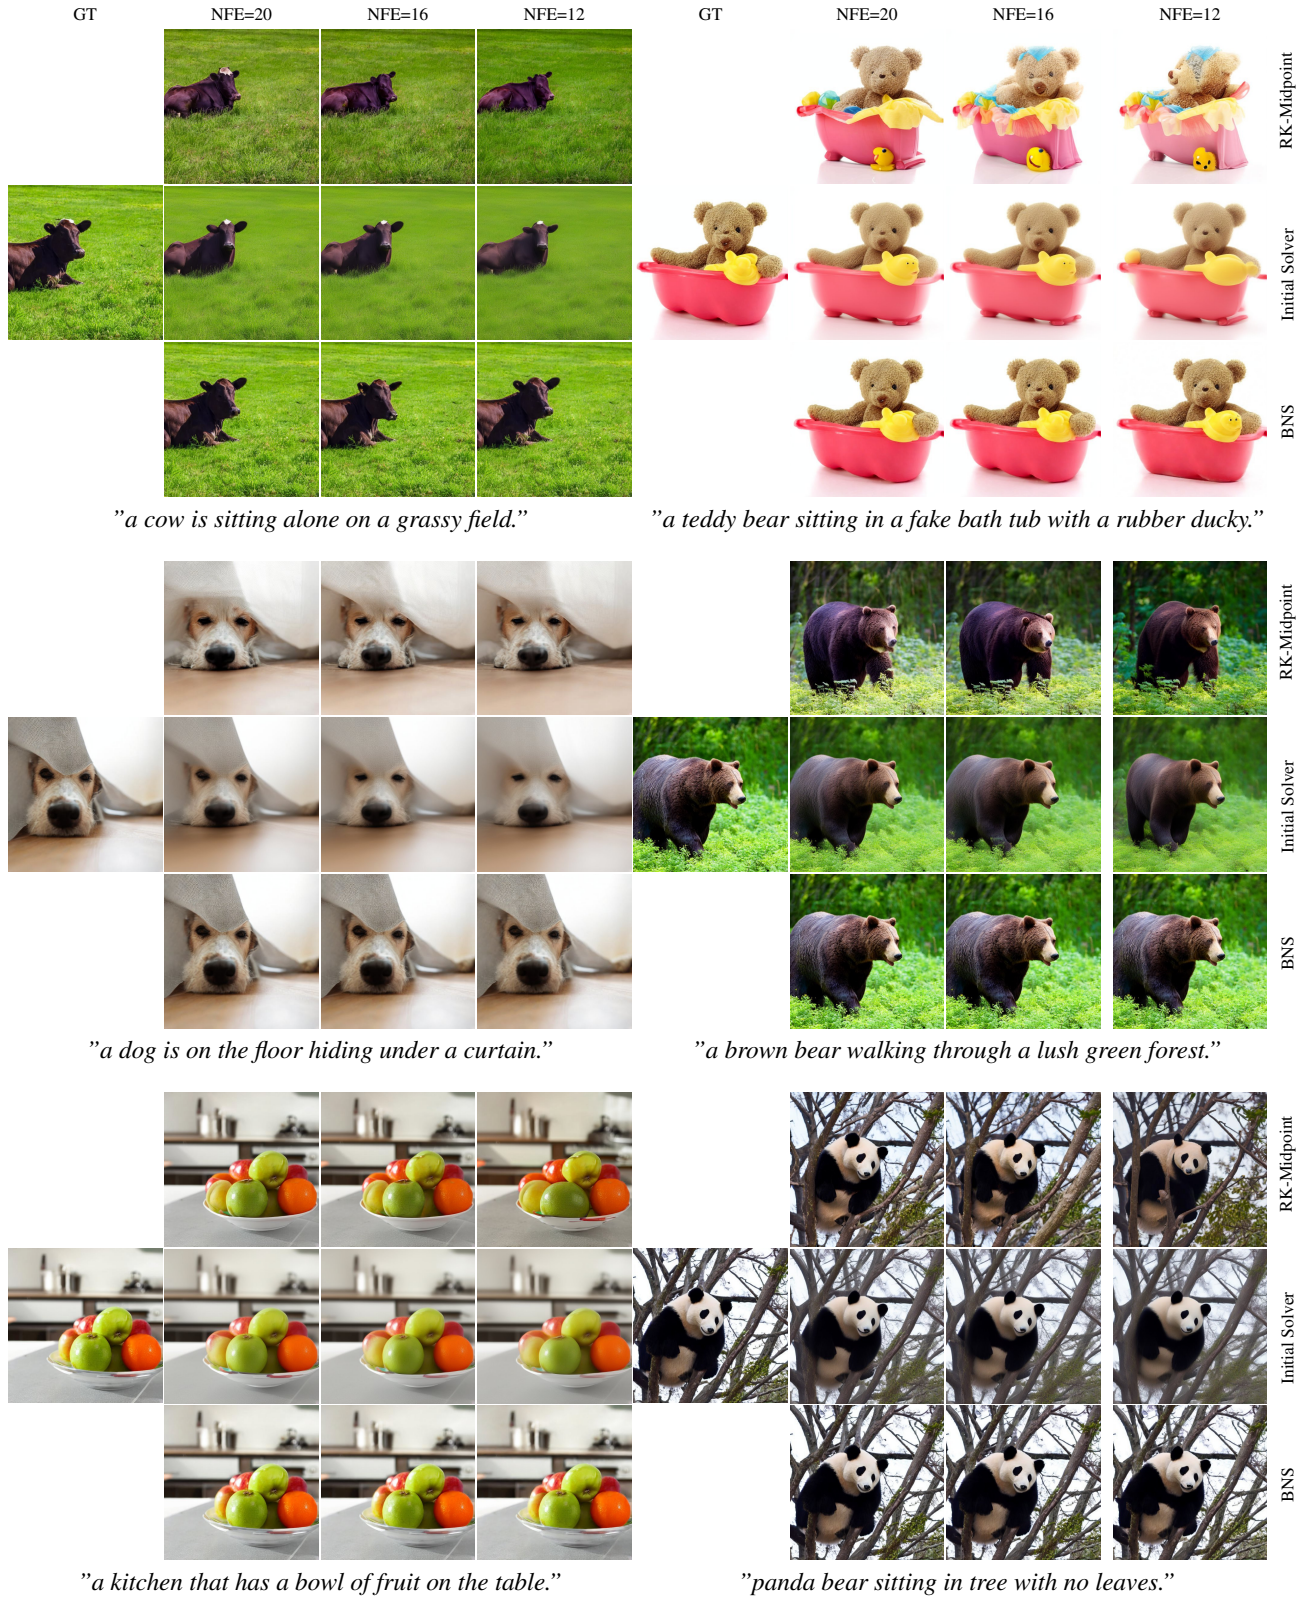 GT NFE=20 NFE=16 NFE=12 GT NFE=20 NFE=16 NFE=12
RK-Midpoint
Initial Solver
BNS
”a cow is sitting alone on a grassy field.” ”a teddy bear sitting in a fake bath tub with a rubber ducky.”
RK-Midpoint
Initial Solver
BNS
”a dog is on the floor hiding under a curtain.” ”a brown bear walking through a lush green forest.”
RK-Midpoint
Initial Solver
BNS
”a kitchen that has a bowl of fruit on the table.” ”panda bear sitting in tree with no leaves.”